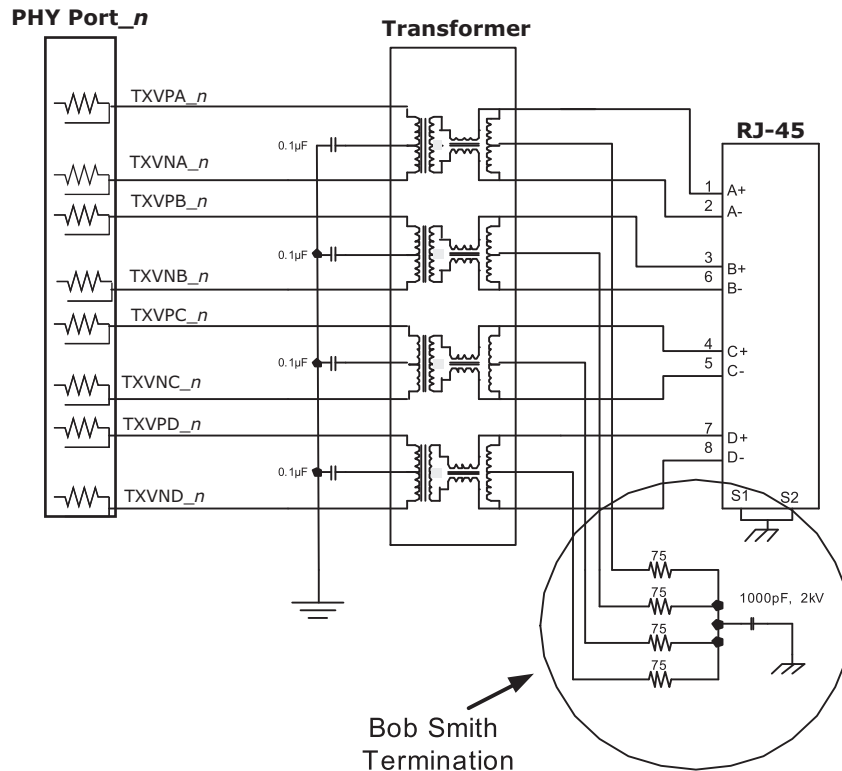 PHY Port_n
Transformer
RJ-45
TXVPA_n
0.1µF
TXVNA_n
TXVPB_n
0.1µF
TXVNB_n
TXVPC_n
0.1µF
TXVNC_n
TXVPD_n
0.1µF
TXVND_n
1 A+
2 A-
3 B+
6 B-
4 C+
5 C-
7 D+
8 D-
S1 S2
75
75
75
75
1000pF, 2kV
Bob Smith
Termination